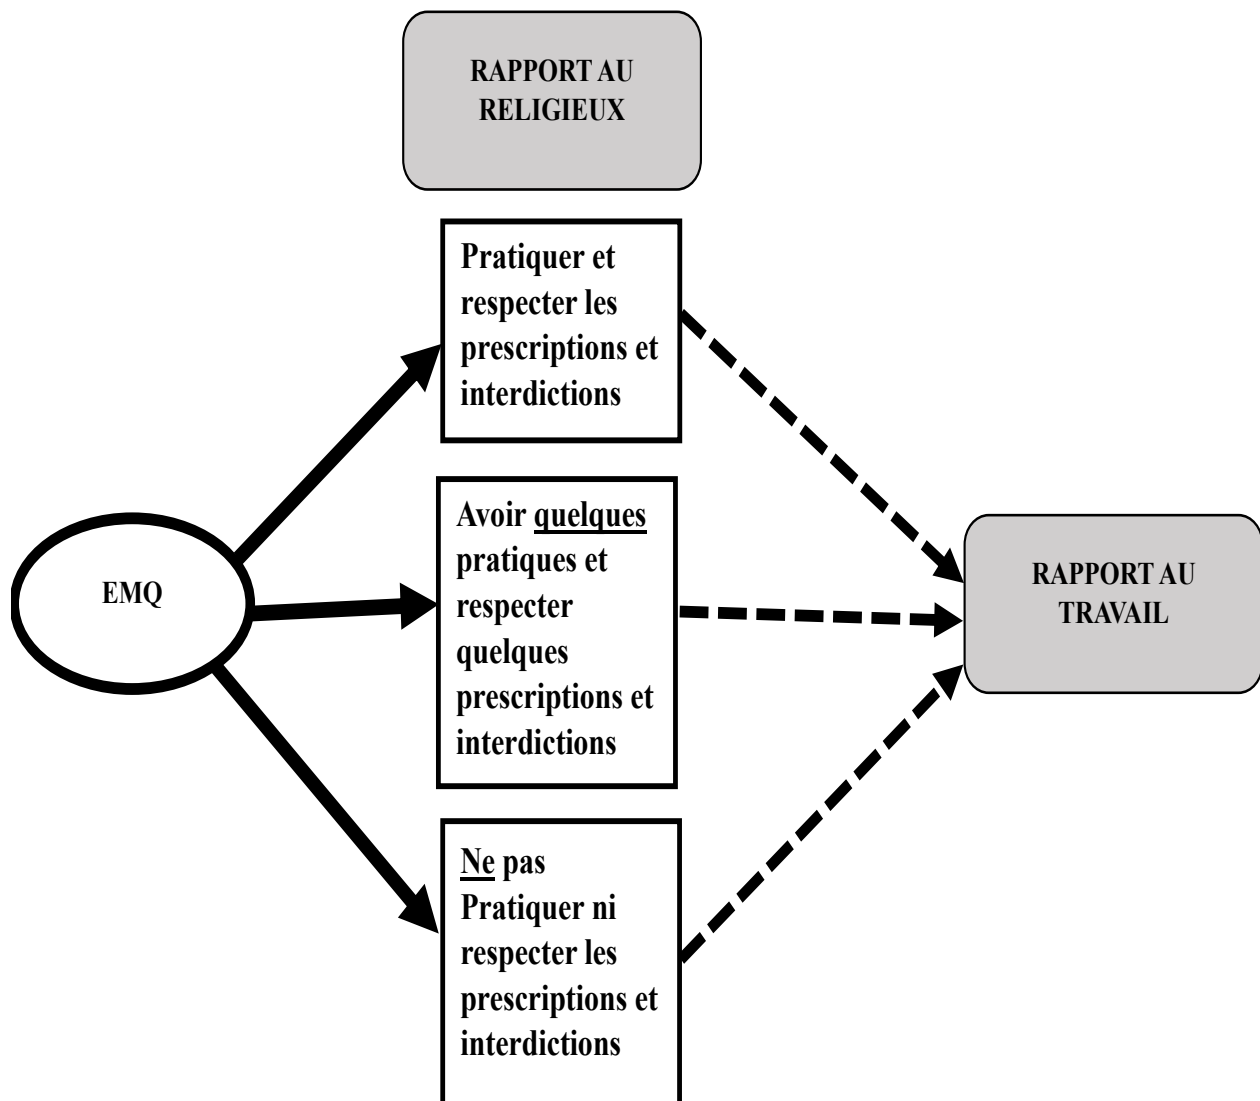 RAPPORT AU
RELIGIEUX
Pratiquer et
respecter les
prescriptions et
interdictions
Avoir quelques
pratiques et
respecter
quelques
prescriptions et
interdictions
EMQ
RAPPORT AU
TRAVAIL
Ne pas
Pratiquer ni
respecter les
prescriptions et
interdictions